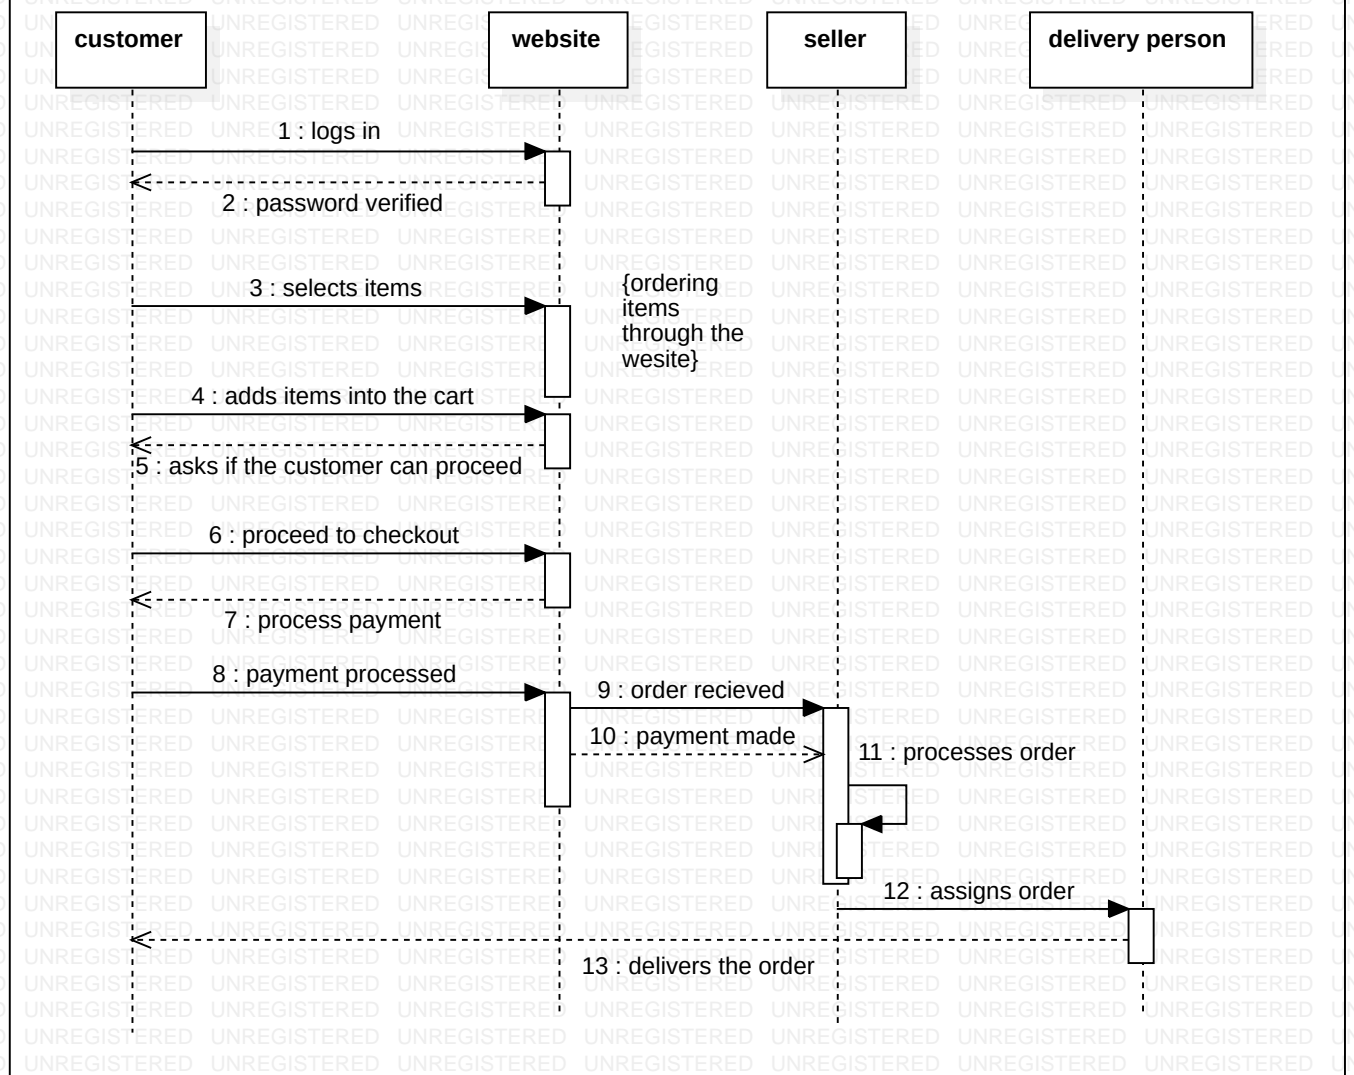 customer
website
seller
delivery person
1 : logs in
2 : password verified
3 : selects items
{ordering
items
through the
wesite}
4 : adds items into the cart
5 : asks if the customer can proceed
6 : proceed to checkout
7 : process payment
8 : payment processed
9 : order recieved
10 : payment made
11 : processes order
12 : assigns order
13 : delivers the order
UNREGISTERED